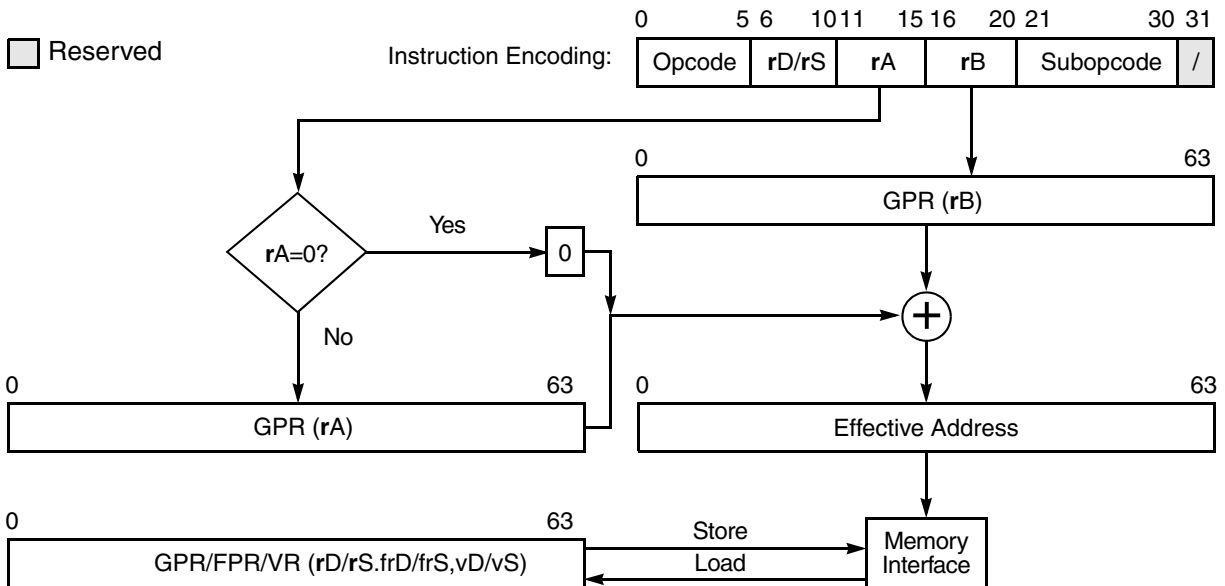 0 5 6 10 11 15 16 20 21 30 31
Reserved
Instruction Encoding:
Opcode rD/rS rA rB Subopcode /
0 63
GPR (rB)
Yes
rA=0?
0
+
No
0 63
0 63
GPR (rA)
Effective Address
0 63
Store
GPR/FPR/VR (rD/rS.frD/frS,vD/vS)
Load
Memory
Interface